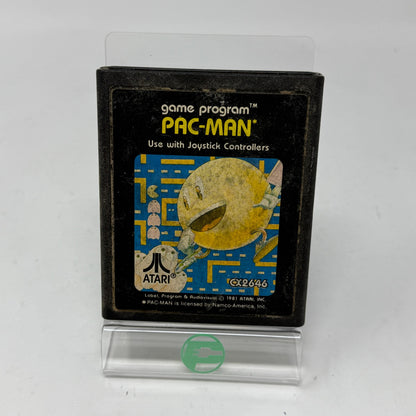 game program™
PAC-MAN*
Use with Joystick Controllers
ATARI®
CX2646
Label, Program & Audiovisual © 1981 ATARI, INC.
* PAC-MAN is licensed by Namco-America, Inc.